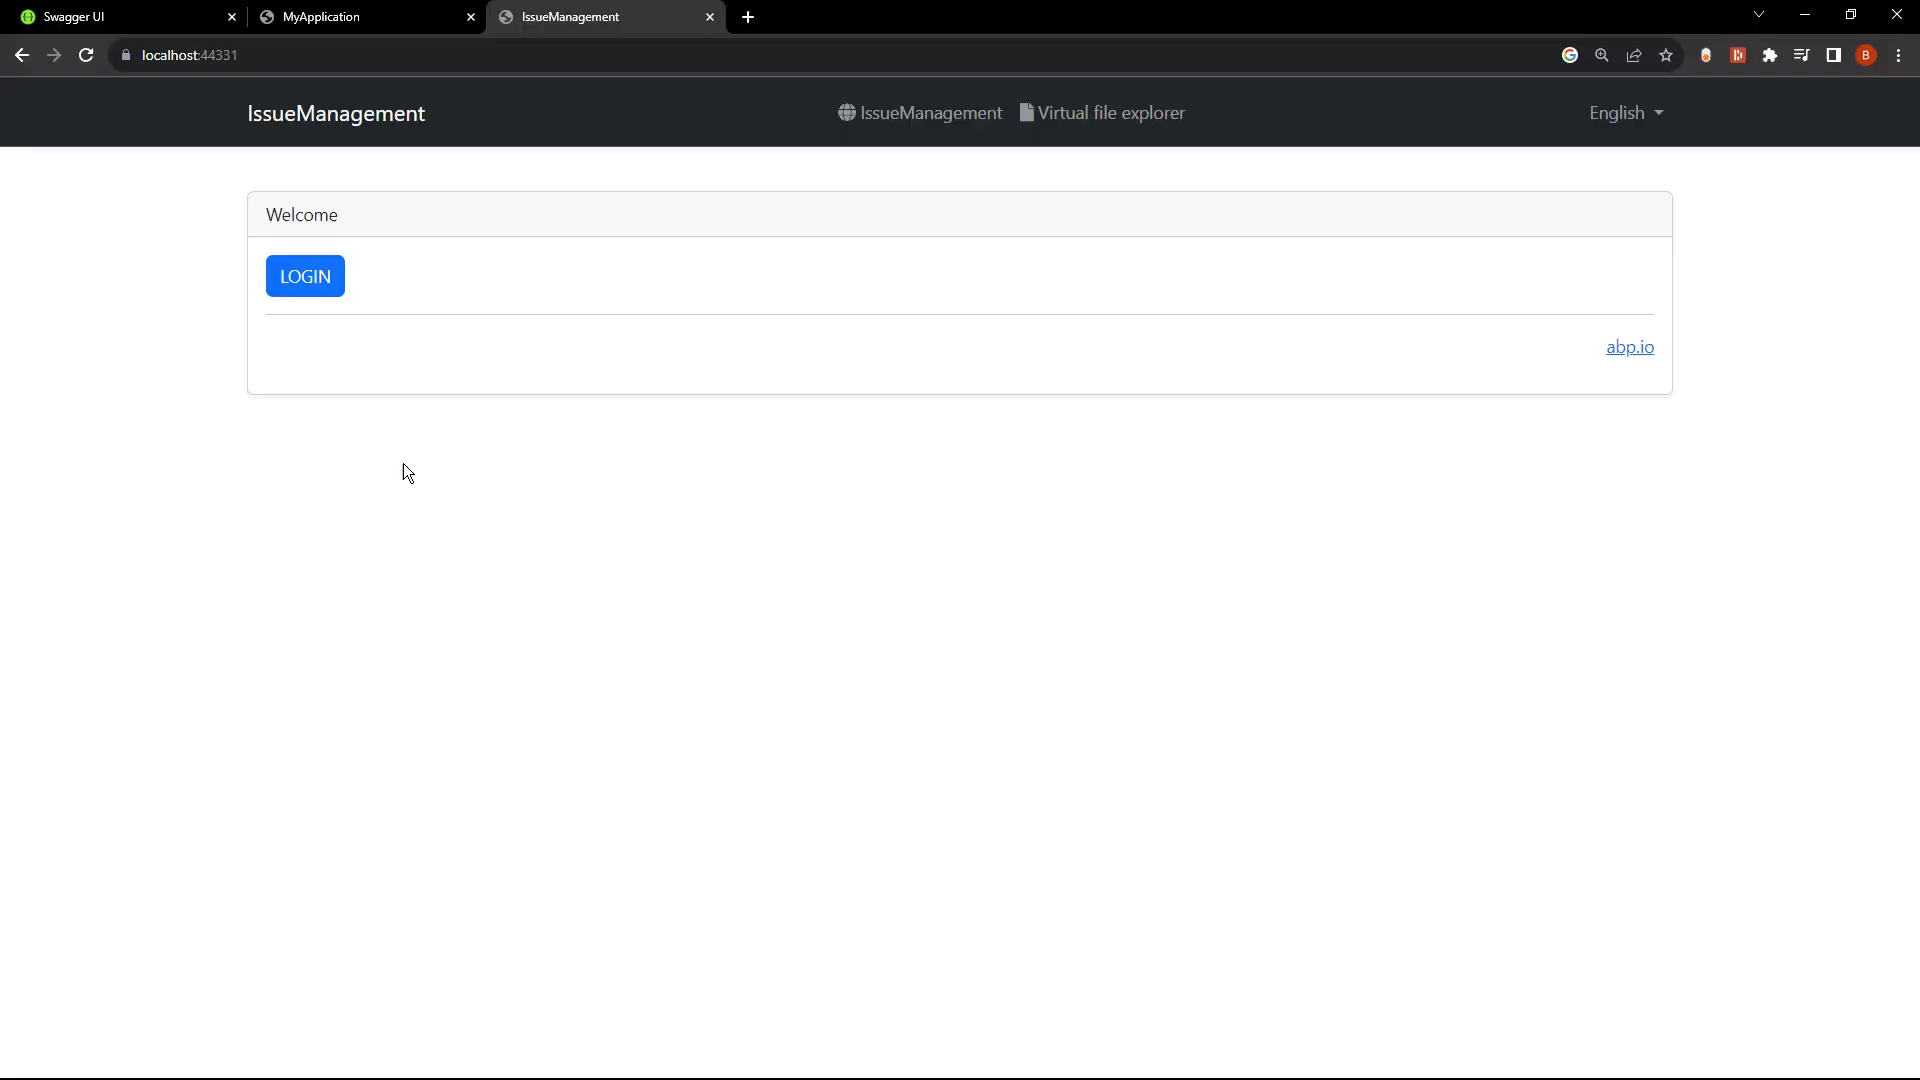 Swagger UI
MyApplication
IssueManagement
localhost:44331
B
IssueManagement
IssueManagement
Virtual file explorer
English
Welcome
LOGIN
abp.io